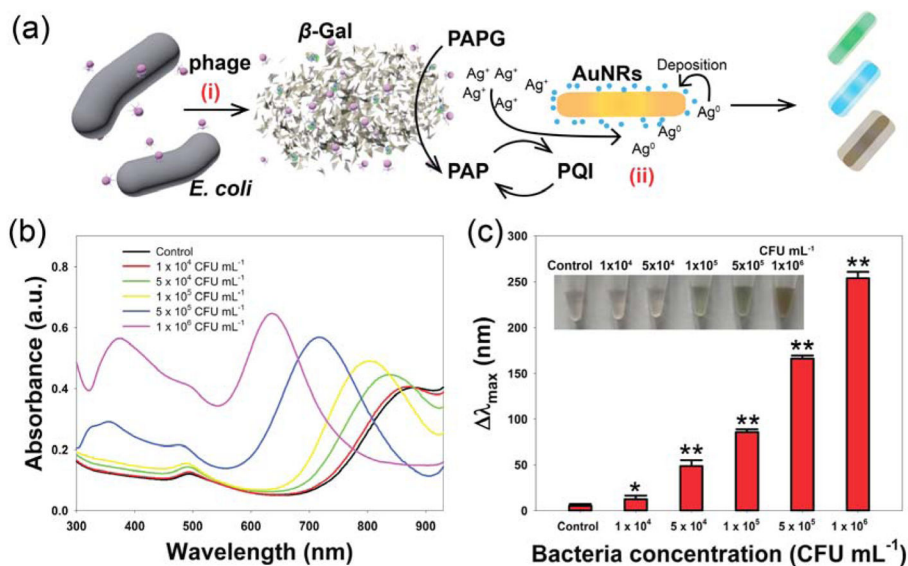 (a)
phage
(i)
E. coli
β-Gal
PAPG
PAP
PQI
Ag⁺ Ag⁺
Ag⁺ Ag⁺
Ag⁺
AuNRs
Deposition
Ag⁰
Ag⁰
Ag⁰
(ii)
(b)
Absorbance (a.u.)
0.8
0.6
0.4
0.2
0.0
Control
1 x 10⁴ CFU mL⁻¹
5 x 10⁴ CFU mL⁻¹
1 x 10⁵ CFU mL⁻¹
5 x 10⁵ CFU mL⁻¹
1 x 10⁶ CFU mL⁻¹
300 400 500 600 700 800 900
Wavelength (nm)
(c)
Δλmax (nm)
300
250
200
150
100
50
0
CFU mL⁻¹
Control 1x10⁴ 5x10⁴ 1x10⁵ 5x10⁵ 1x10⁶
* ** ** ** **
Control 1 x 10⁴ 5 x 10⁴ 1 x 10⁵ 5 x 10⁵ 1 x 10⁶
Bacteria concentration (CFU mL⁻¹)